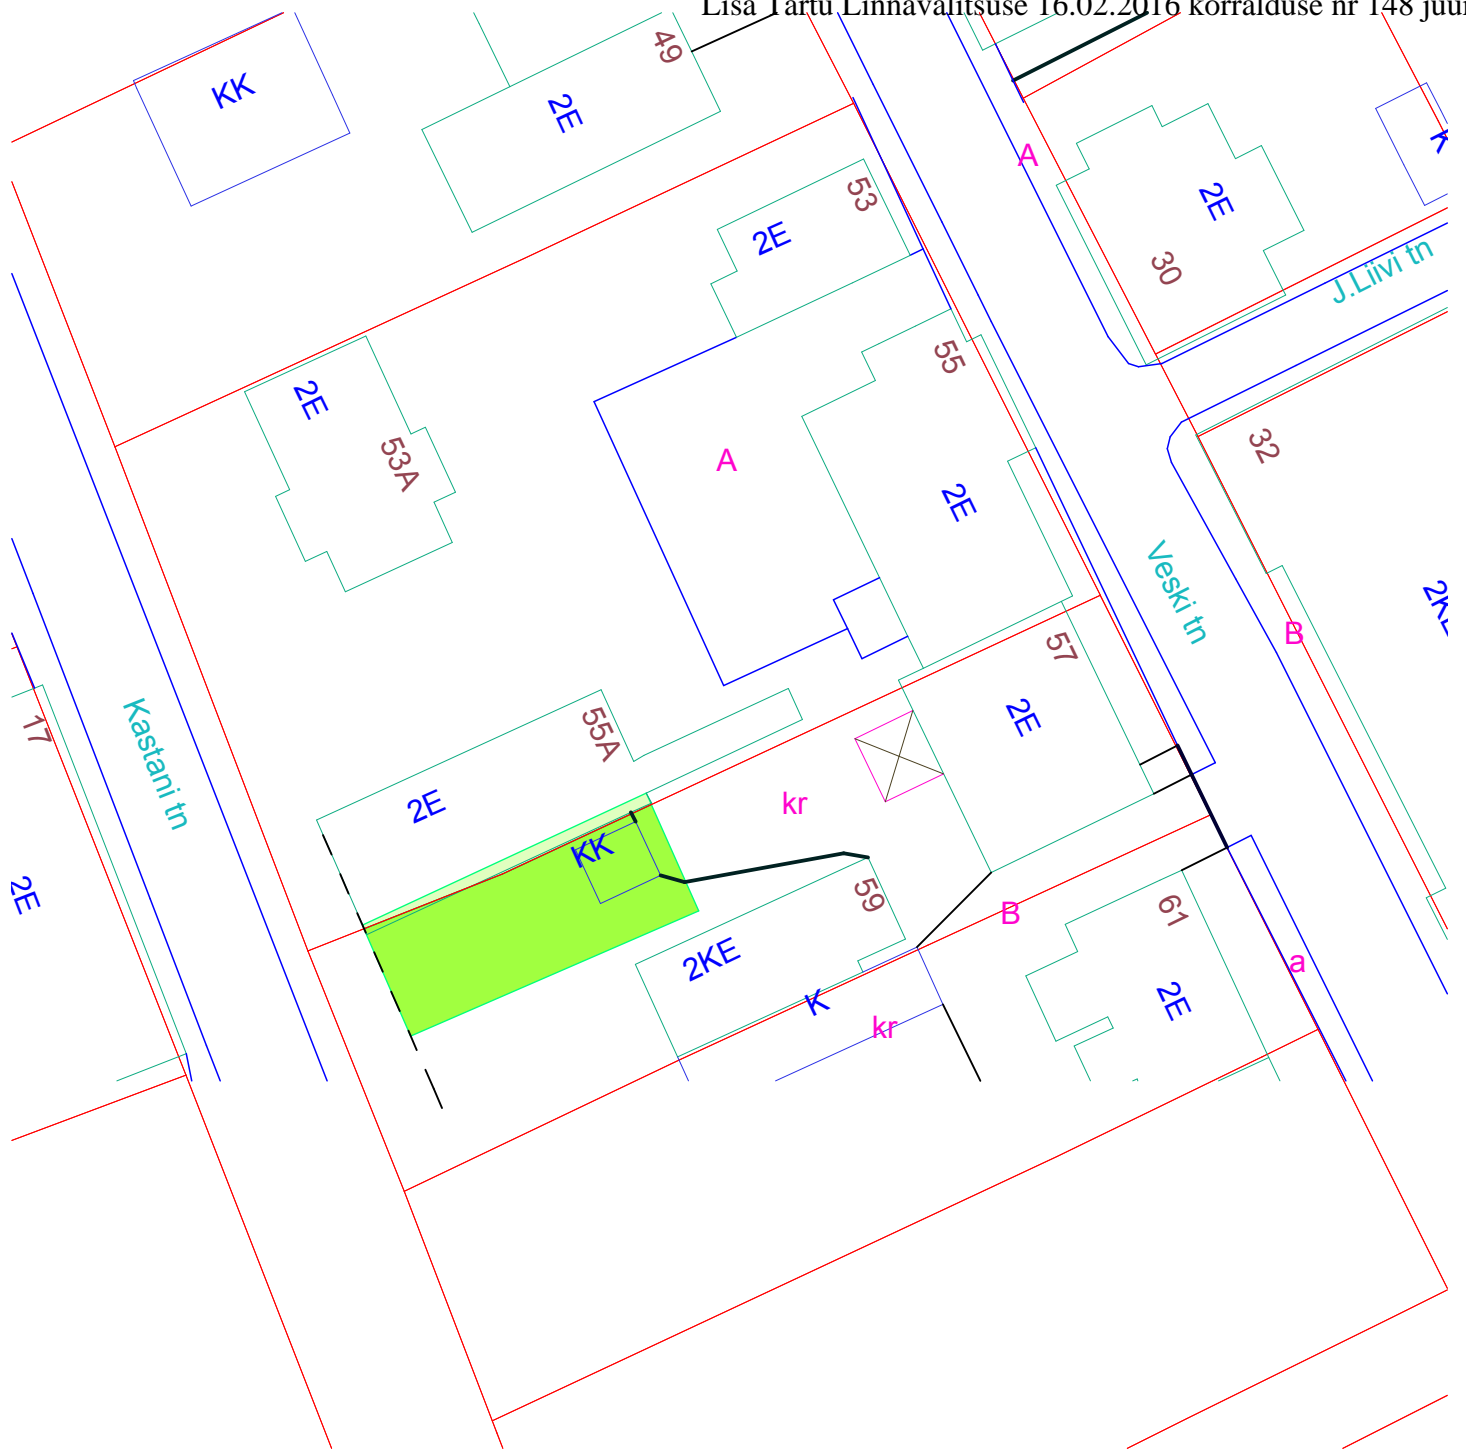 Lisa Tartu Linnavalitsuse 16.02.2016 korralduse nr 148 juur
49
KK
2E
A
53
2E
2E
30
J.Liivi tn
55
2E
53A
A
32
2E
Veski tn
B
57
17
Kastani tn
55A
2E
2E
kr
KK
59
2E
B
61
2KE
a
K
2E
kr